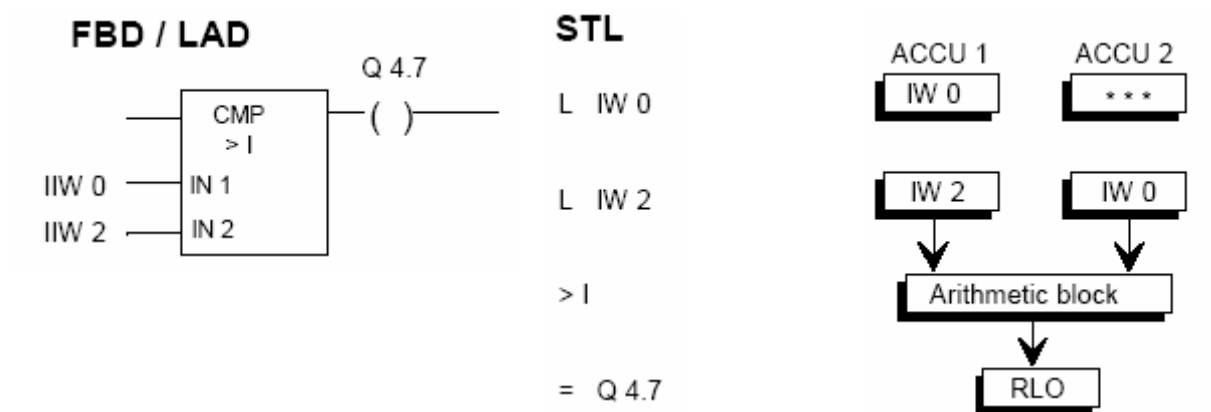 FBD / LAD
Q 4.7
CMP
( )
> I
IIW 0
IN 1
IIW 2
IN 2
STL
L IW 0
L IW 2
> I
= Q 4.7
ACCU 1 ACCU 2
IW 0 * * *
IW 2 IW 0
Arithmetic block
RLO